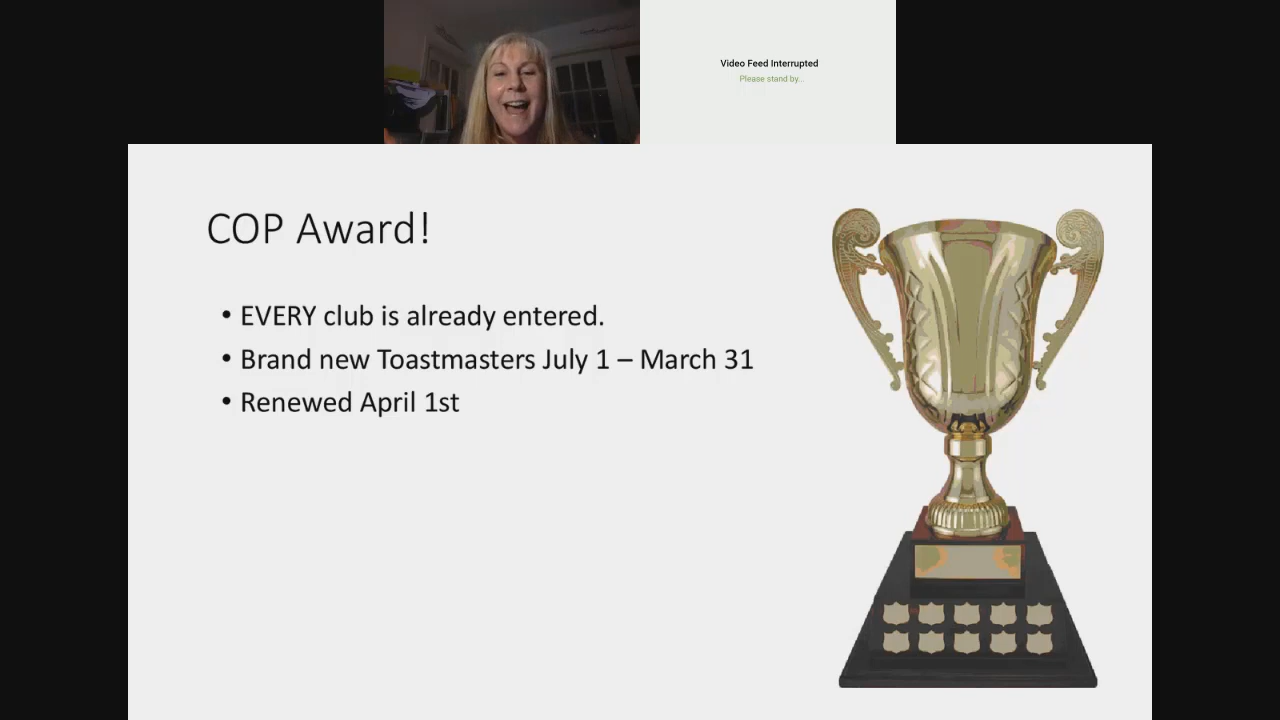 Video Feed Interrupted
Please stand by...
COP Award!
• EVERY club is already entered.
• Brand new Toastmasters July 1 – March 31
• Renewed April 1st